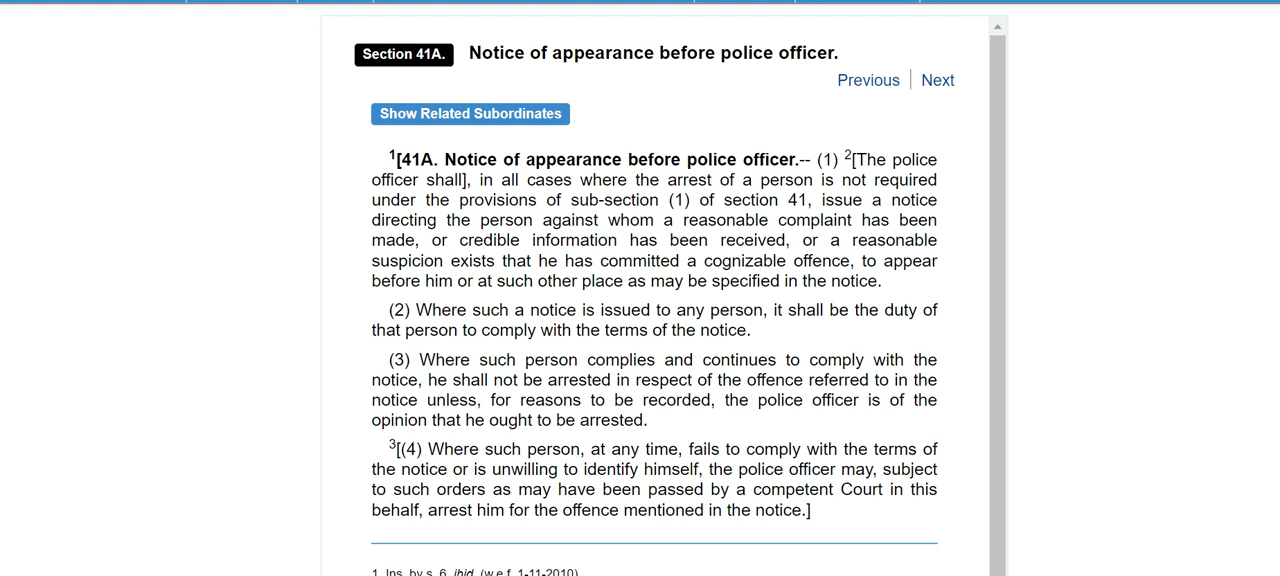 Section 41A. Notice of appearance before police officer.
Previous | Next
Show Related Subordinates
1[41A. Notice of appearance before police officer.-- (1) 2[The police
officer shall], in all cases where the arrest of a person is not required
under the provisions of sub-section (1) of section 41, issue a notice
directing the person against whom a reasonable complaint has been
made, or credible information has been received, or a reasonable
suspicion exists that he has committed a cognizable offence, to appear
before him or at such other place as may be specified in the notice.
(2) Where such a notice is issued to any person, it shall be the duty of
that person to comply with the terms of the notice.
(3) Where such person complies and continues to comply with the
notice, he shall not be arrested in respect of the offence referred to in the
notice unless, for reasons to be recorded, the police officer is of the
opinion that he ought to be arrested.
3[(4) Where such person, at any time, fails to comply with the terms of
the notice or is unwilling to identify himself, the police officer may, subject
to such orders as may have been passed by a competent Court in this
behalf, arrest him for the offence mentioned in the notice.]
1. Ins. by s. 6, ibid. (w.e.f. 1-11-2010)